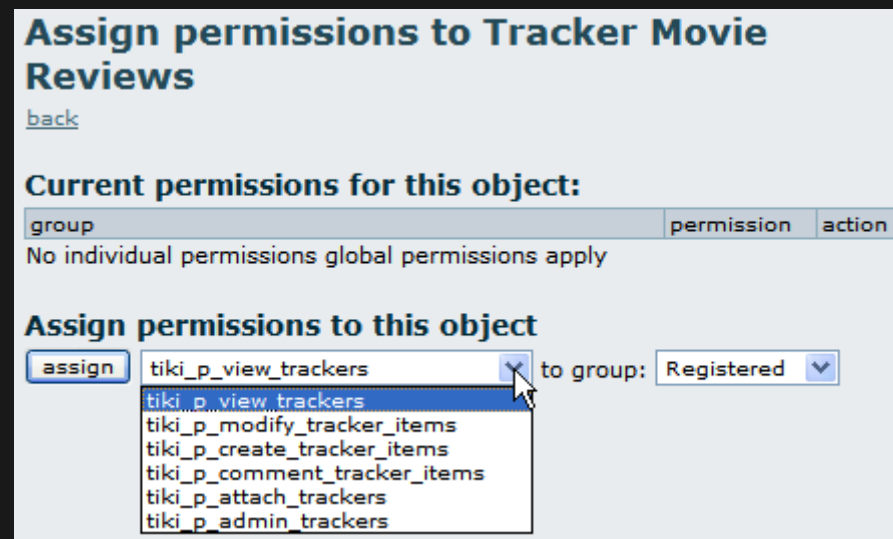 Assign permissions to Tracker Movie
Reviews
back
Current permissions for this object:
group permission action
No individual permissions global permissions apply
Assign permissions to this object
assign tiki_p_view_trackers to group: Registered
tiki_p_view_trackers
tiki_p_modify_tracker_items
tiki_p_create_tracker_items
tiki_p_comment_tracker_items
tiki_p_attach_trackers
tiki_p_admin_trackers